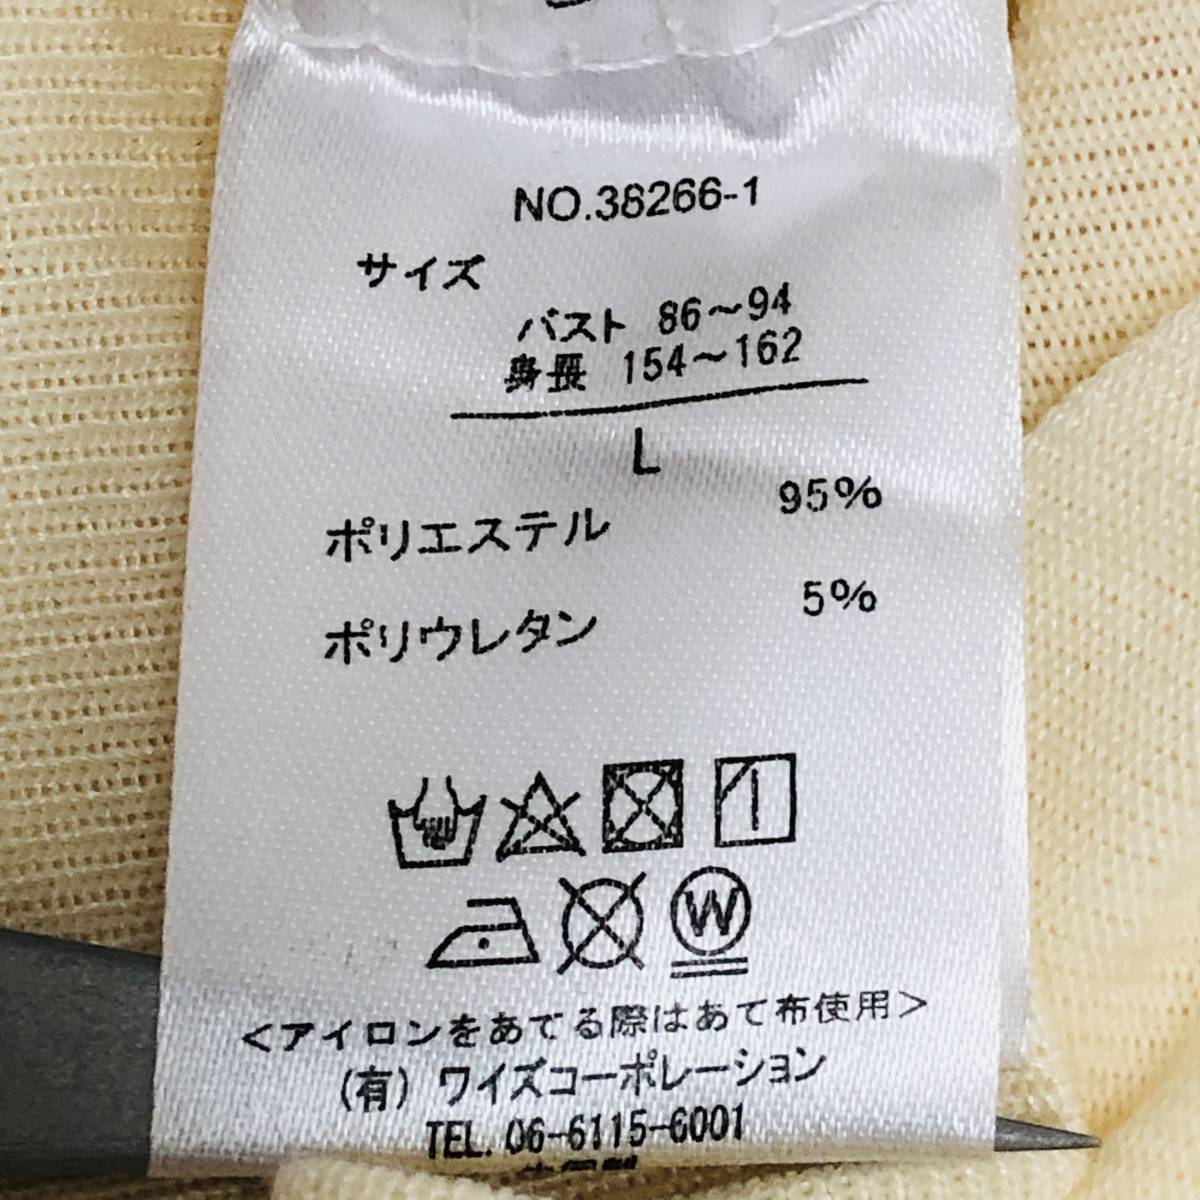 NO.38266-1
サイズ
バスト 86～94
身長 154～162
L
ポリエステル 95%
ポリウレタン 5%
W
<アイロンをあてる際はあて布使用>
(有) ワイズコーポレーション
TEL. 06-6115-6001